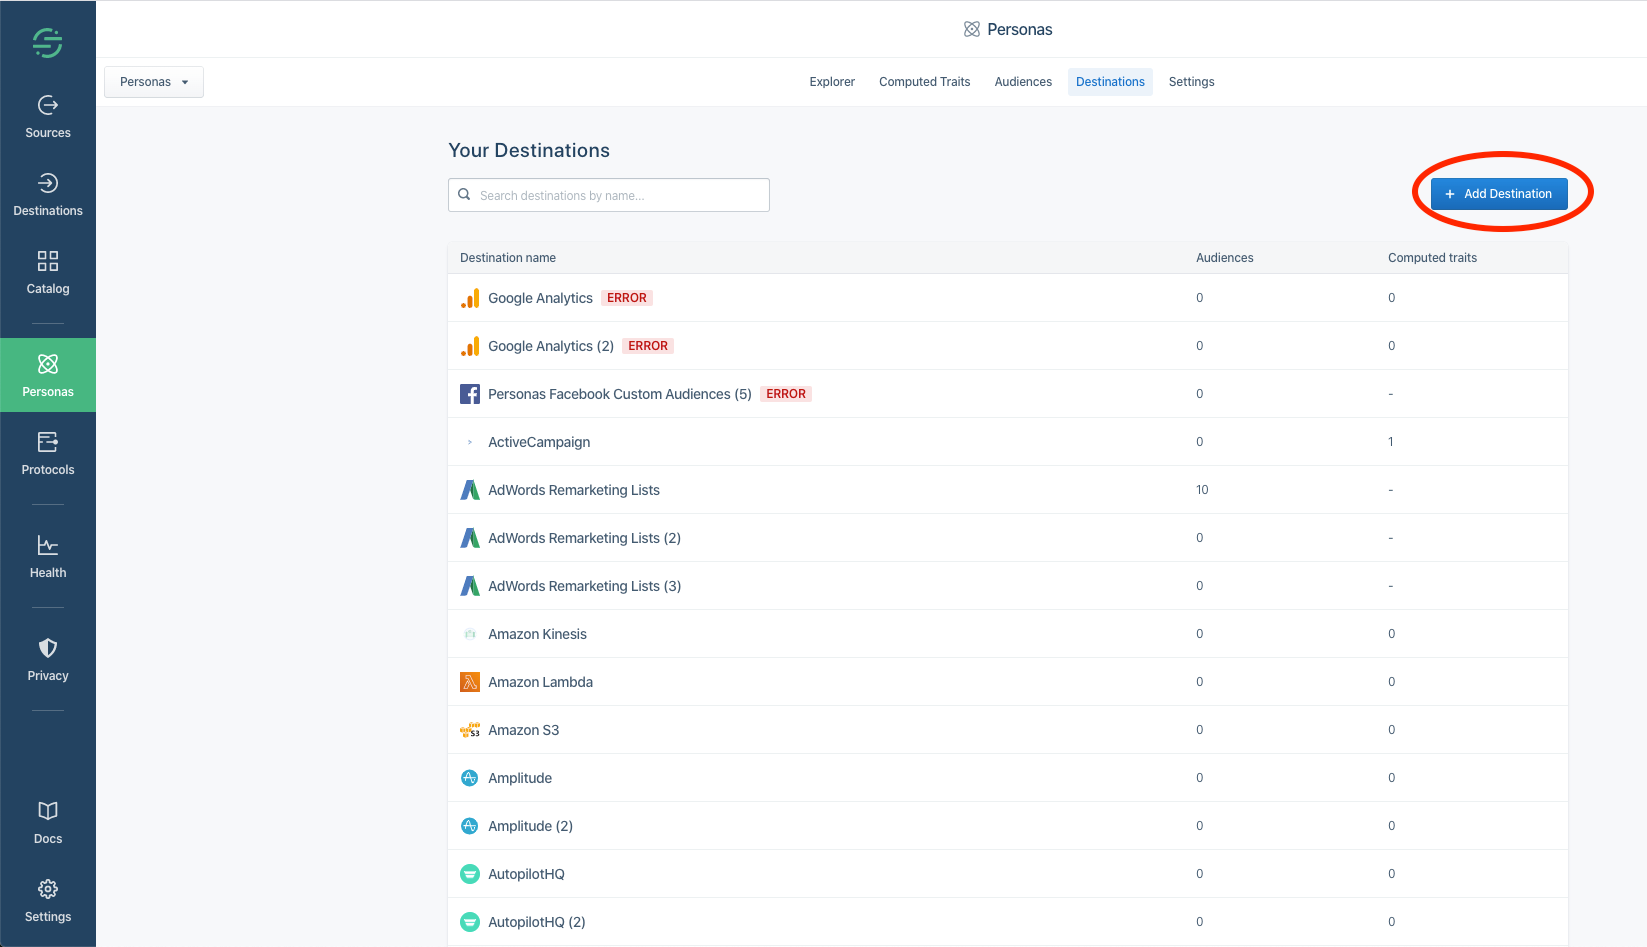 Personas
Personas
Explorer Computed Traits Audiences Destinations Settings
Sources
Destinations
Catalog
Personas
Protocols
Health
Privacy
Docs
Settings
Your Destinations
Search destinations by name...
+ Add Destination
Destination name Audiences Computed traits
Google Analytics ERROR 0 0
Google Analytics (2) ERROR 0 0
Personas Facebook Custom Audiences (5) ERROR 0 -
ActiveCampaign 0 1
AdWords Remarketing Lists 10 -
AdWords Remarketing Lists (2) 0 -
AdWords Remarketing Lists (3) 0 -
Amazon Kinesis 0 0
Amazon Lambda 0 0
S3 Amazon S3 0 0
Amplitude 0 0
Amplitude (2) 0 0
AutopilotHQ 0 0
AutopilotHQ (2) 0 0